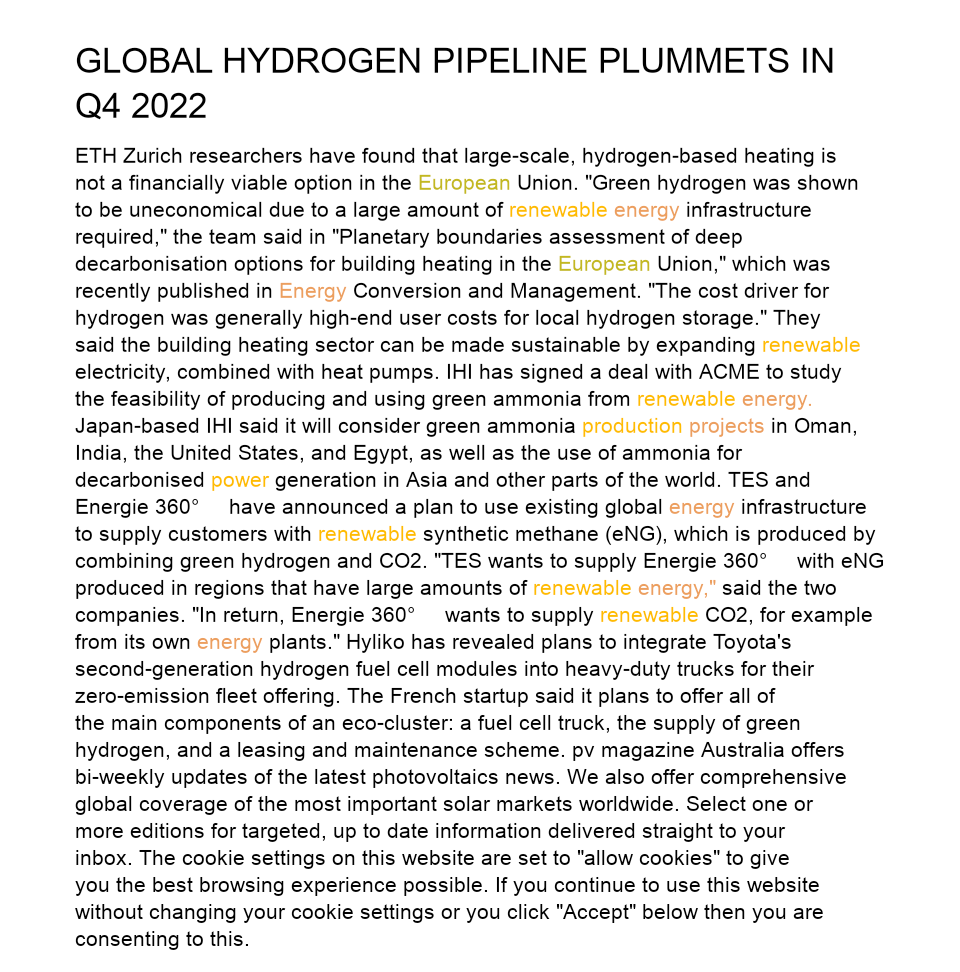 GLOBAL HYDROGEN PIPELINE PLUMMETS IN
Q4 2022
ETH Zurich researchers have found that large-scale, hydrogen-based heating is
not a financially viable option in the European Union. "Green hydrogen was shown
to be uneconomical due to a large amount of renewable energy infrastructure
required," the team said in "Planetary boundaries assessment of deep
decarbonisation options for building heating in the European Union," which was
recently published in Energy Conversion and Management. "The cost driver for
hydrogen was generally high-end user costs for local hydrogen storage." They
said the building heating sector can be made sustainable by expanding renewable
electricity, combined with heat pumps. IHI has signed a deal with ACME to study
the feasibility of producing and using green ammonia from renewable energy.
Japan-based IHI said it will consider green ammonia production projects in Oman,
India, the United States, and Egypt, as well as the use of ammonia for
decarbonised power generation in Asia and other parts of the world. TES and
Energie 360° have announced a plan to use existing global energy infrastructure
to supply customers with renewable synthetic methane (eNG), which is produced by
combining green hydrogen and CO2. "TES wants to supply Energie 360° with eNG
produced in regions that have large amounts of renewable energy," said the two
companies. "In return, Energie 360° wants to supply renewable CO2, for example
from its own energy plants." Hyliko has revealed plans to integrate Toyota's
second-generation hydrogen fuel cell modules into heavy-duty trucks for their
zero-emission fleet offering. The French startup said it plans to offer all of
the main components of an eco-cluster: a fuel cell truck, the supply of green
hydrogen, and a leasing and maintenance scheme. pv magazine Australia offers
bi-weekly updates of the latest photovoltaics news. We also offer comprehensive
global coverage of the most important solar markets worldwide. Select one or
more editions for targeted, up to date information delivered straight to your
inbox. The cookie settings on this website are set to "allow cookies" to give
you the best browsing experience possible. If you continue to use this website
without changing your cookie settings or you click "Accept" below then you are
consenting to this.